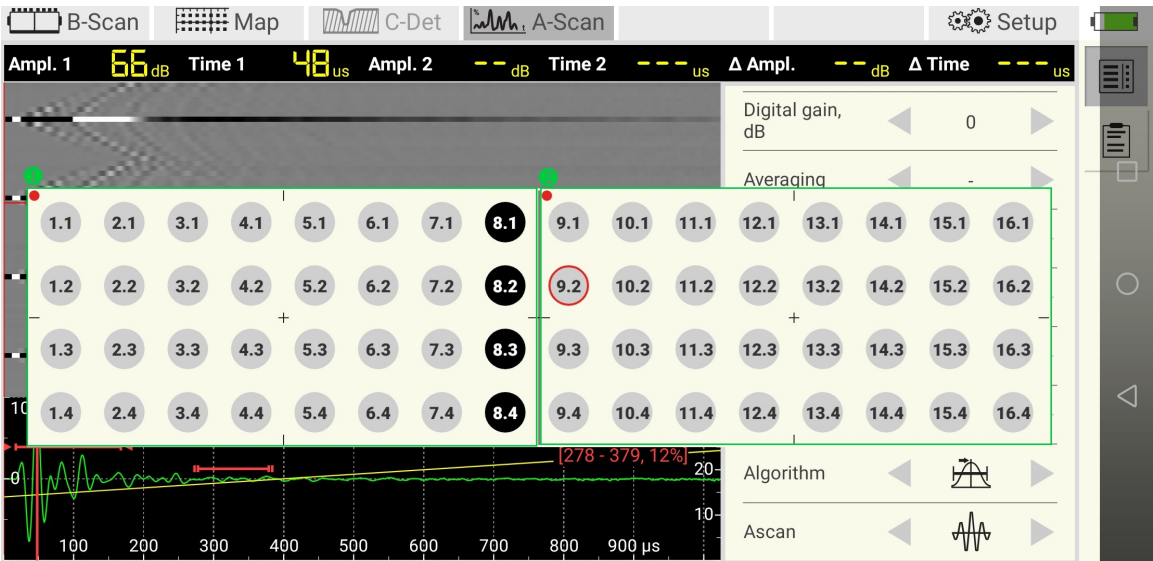 B-Scan Map C-Det % A-Scan Setup
Ampl. 1 66 dB Time 1 48 us Ampl. 2 -- dB Time 2 --- us Δ Ampl. -- dB Δ Time --- us
Digital gain, dB 0
Averaging -
1.1 2.1 3.1 4.1 5.1 6.1 7.1 8.1 9.1 10.1 11.1 12.1 13.1 14.1 15.1 16.1
1.2 2.2 3.2 4.2 5.2 6.2 7.2 8.2 9.2 10.2 11.2 12.2 13.2 14.2 15.2 16.2
1.3 2.3 3.3 4.3 5.3 6.3 7.3 8.3 9.3 10.3 11.3 12.3 13.3 14.3 15.3 16.3
10
1.4 2.4 3.4 4.4 5.4 6.4 7.4 8.4 9.4 10.4 11.4 12.4 13.4 14.4 15.4 16.4
[278 - 379, 12%]
20
0
Algorithm
10
Ascan
100 200 300 400 500 600 700 800 900 µs